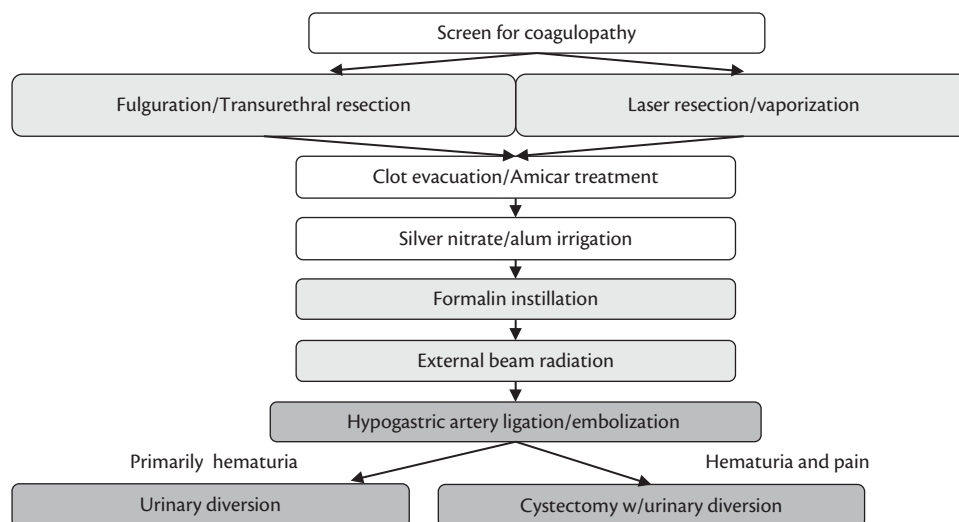 Screen for coagulopathy
Fulguration/Transurethral resection
Laser resection/vaporization
Clot evacuation/Amicar treatment
Silver nitrate/alum irrigation
Formalin instillation
External beam radiation
Hypogastric artery ligation/embolization
Primarily hematuria
Hematuria and pain
Urinary diversion
Cystectomy w/urinary diversion